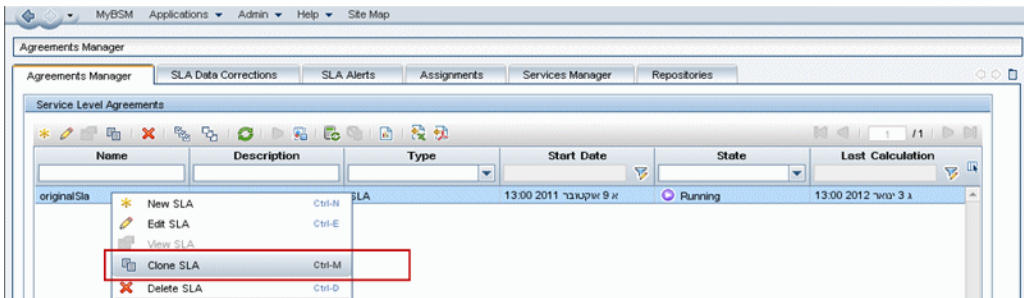 MyBSM Applications Admin Help Site Map
Agreements Manager
Agreements Manager SLA Data Corrections SLA Alerts Assignments Services Manager Repositories
Service Level Agreements
1 /1
Name Description Type Start Date State Last Calculation
originalSla SLA א 9 אוקטובר 2011 13:00 Running ג 3 ינואר 2012 13:00
New SLA Ctrl-N
Edit SLA Ctrl-E
View SLA
Clone SLA Ctrl-M
Delete SLA Ctrl-D